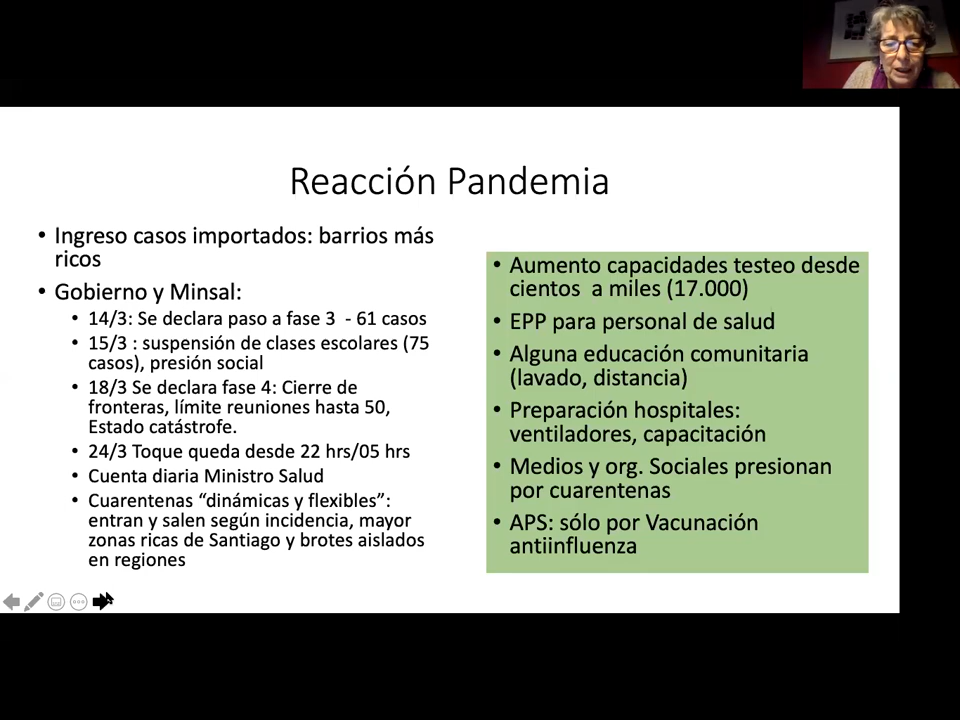 Reacción Pandemia
• Ingreso casos importados: barrios más
ricos
• Gobierno y Minsal:
• 14/3: Se declara paso a fase 3 - 61 casos
• 15/3 : suspensión de clases escolares (75
casos), presión social
• 18/3 Se declara fase 4: Cierre de
fronteras, límite reuniones hasta 50,
Estado catástrofe.
• 24/3 Toque queda desde 22 hrs/05 hrs
• Cuenta diaria Ministro Salud
• Cuarentenas “dinámicas y flexibles”:
entran y salen según incidencia, mayor
zonas ricas de Santiago y brotes aislados
en regiones
• Aumento capacidades testeo desde
cientos a miles (17.000)
• EPP para personal de salud
• Alguna educación comunitaria
(lavado, distancia)
• Preparación hospitales:
ventiladores, capacitación
• Medios y org. Sociales presionan
por cuarentenas
• APS: sólo por Vacunación
antiinfluenza